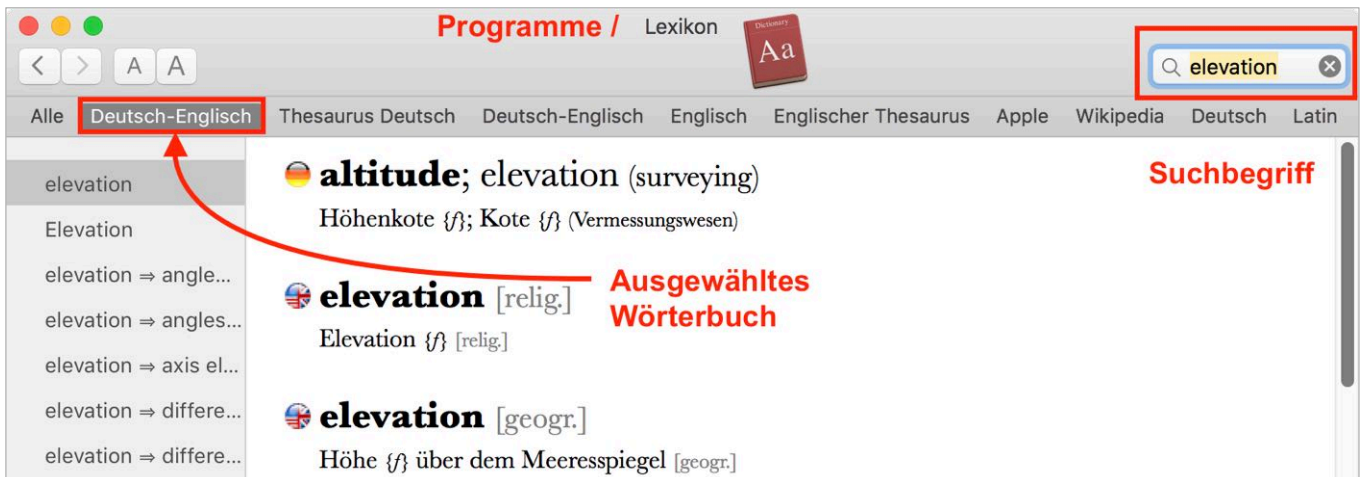 Programme / Lexikon
Dictionary
Aa
A A
elevation
Alle Deutsch-Englisch Thesaurus Deutsch Deutsch-Englisch Englisch Englischer Thesaurus Apple Wikipedia Deutsch Latin
Suchbegriff
elevation
Elevation
elevation ⇒ angle...
elevation ⇒ angles...
elevation ⇒ axis el...
elevation ⇒ differe...
elevation ⇒ differe...
altitude; elevation (surveying)
Höhenkote {f}; Kote {f} (Vermessungswesen)
elevation [relig.]
Elevation {f} [relig.]
Ausgewähltes
Wörterbuch
elevation [geogr.]
Höhe {f} über dem Meeresspiegel [geogr.]